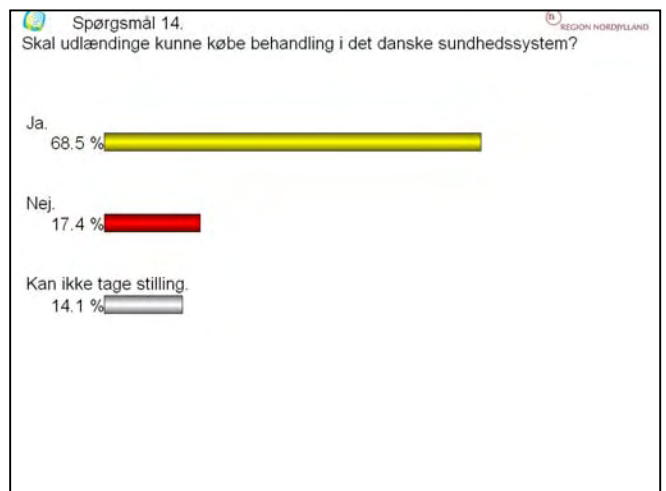 Spørgsmål 14.
n REGION NORDJYLLAND
Skal udlændinge kunne købe behandling i det danske sundhedssystem?
Ja.
68.5 %
Nej.
17.4 %
Kan ikke tage stilling.
14.1 %